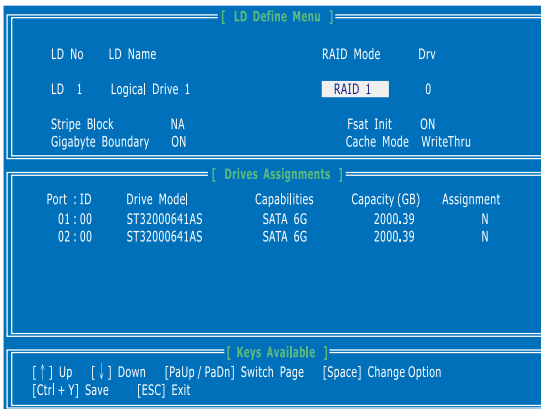 [ LD Define Menu ]
LD No LD Name RAID Mode Drv
LD 1 Logical Drive 1 RAID 1 0
Stripe Block NA Fsat Init ON
Gigabyte Boundary ON Cache Mode WriteThru
[ Drives Assignments ]
Port : ID Drive Model Capabilities Capacity (GB) Assignment
01 : 00 ST32000641AS SATA 6G 2000.39 N
02 : 00 ST32000641AS SATA 6G 2000.39 N
[ Keys Available ]
[ ↑ ] Up [ ↓ ] Down [PaUp / PaDn] Switch Page [Space] Change Option
[Ctrl + Y] Save [ESC] Exit